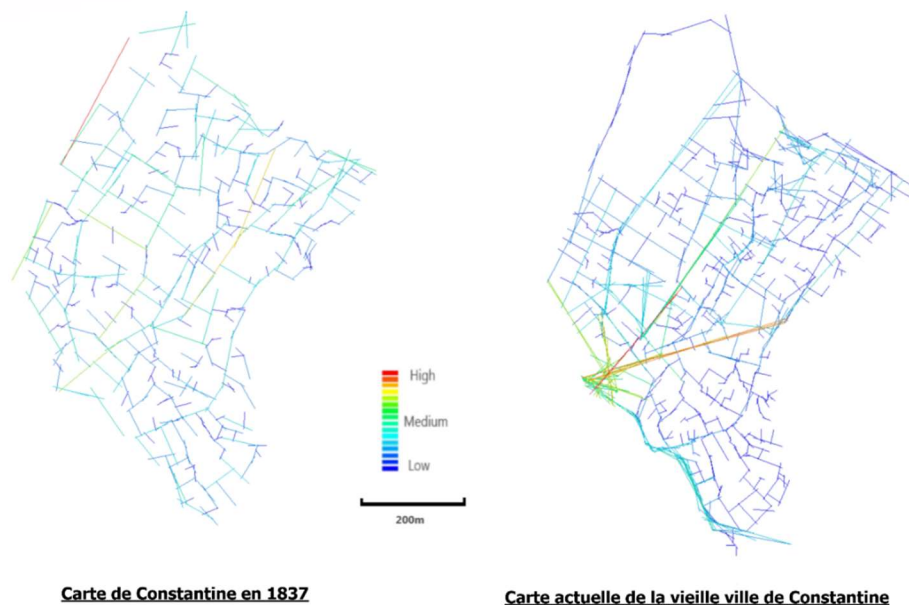 High
Medium
Low
200m
Carte de Constantine en 1837
Carte actuelle de la vieille ville de Constantine